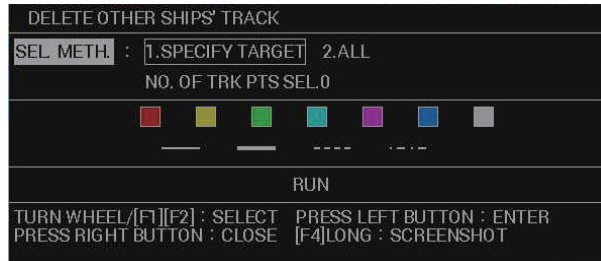 DELETE OTHER SHIPS' TRACK
SEL. METH. : 1.SPECIFY TARGET 2.ALL
NO. OF TRK PTS SEL.0
RUN
TURN WHEEL/[F1][F2] : SELECT PRESS LEFT BUTTON : ENTER
PRESS RIGHT BUTTON : CLOSE [F4]LONG : SCREENSHOT